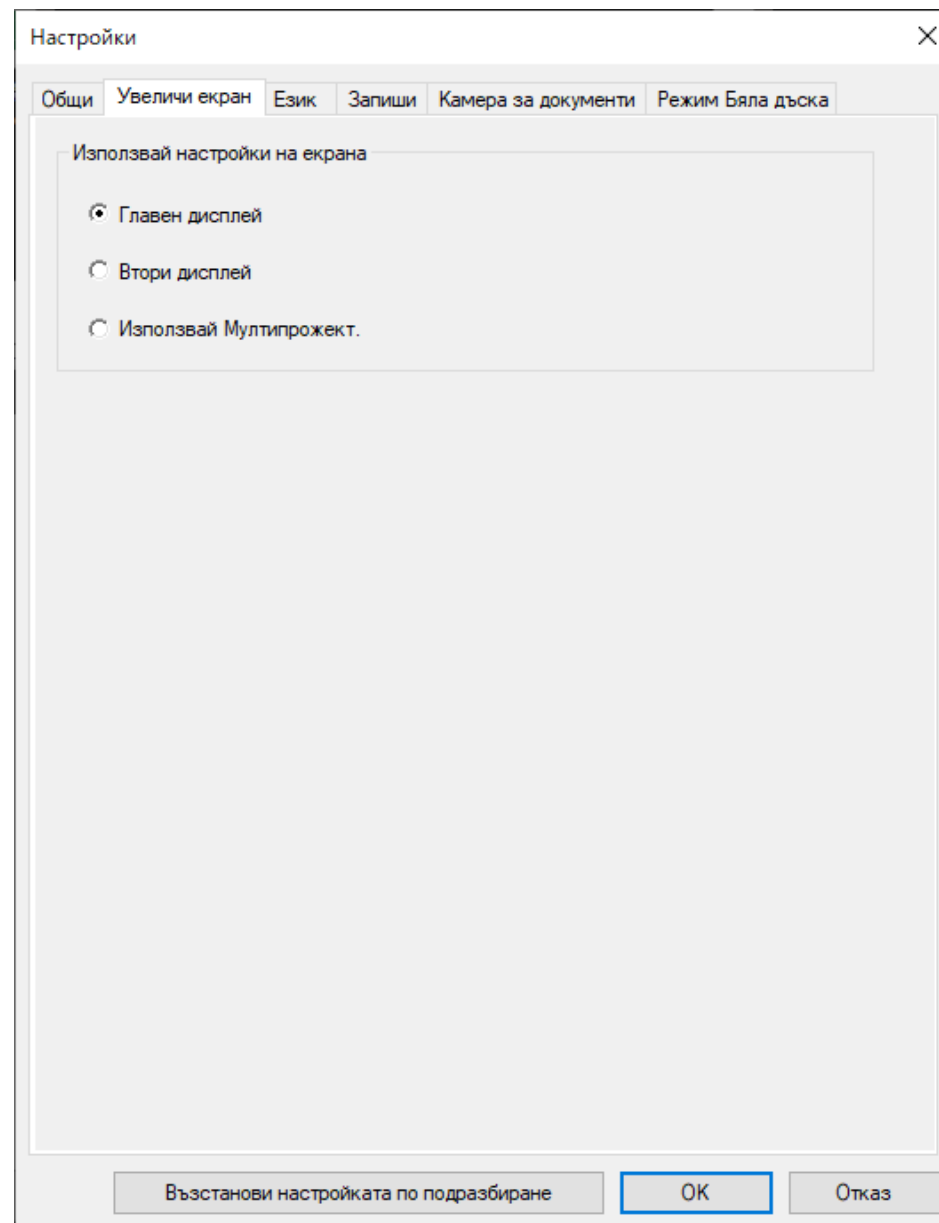 Настройки
Общи Увеличи екран Език Запиши Камера за документи Режим Бяла дъска
Използвай настройки на екрана
Главен дисплей
Втори дисплей
Използвай Мултипрожект.
Възстанови настройката по подразбиране OK Отказ